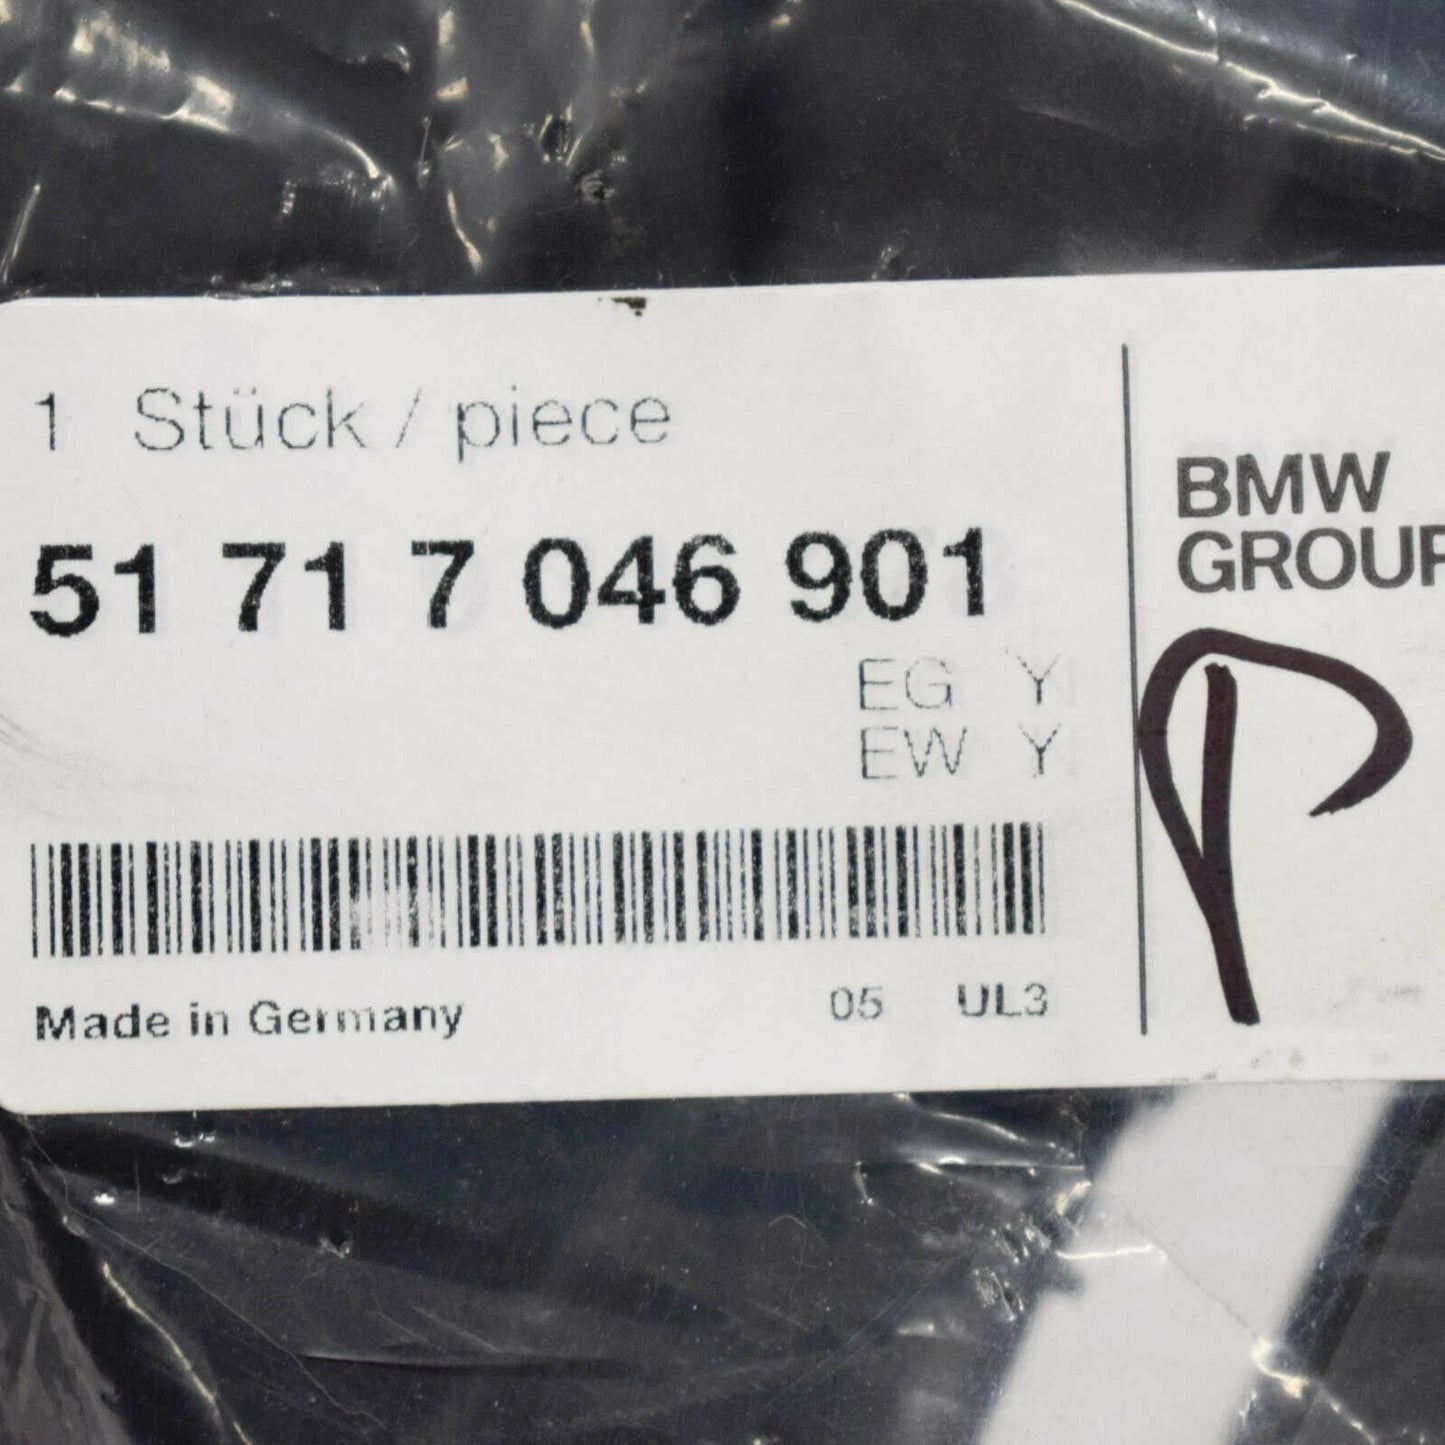 1 Stück / piece
51 71 7 046 901
EG Y
EW Y
Made in Germany 05 UL3
BMW
GROUP
P